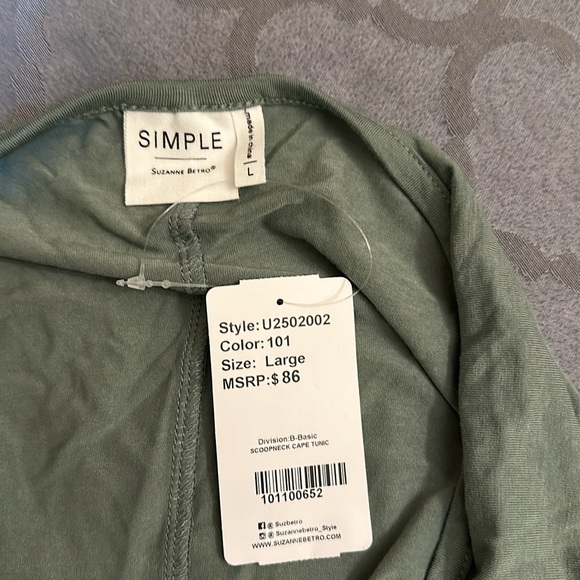 SIMPLE
SUZANNE BETRO®
made in china
L
Style: U2502002
Color: 101
Size: Large
MSRP:$ 86
Division:B-Basic
SCOOPNECK CAPE TUNIC
101100652
@ Suzbetro
@ Suzannebetro_Style
WWW.SUZANNEBETRO.COM